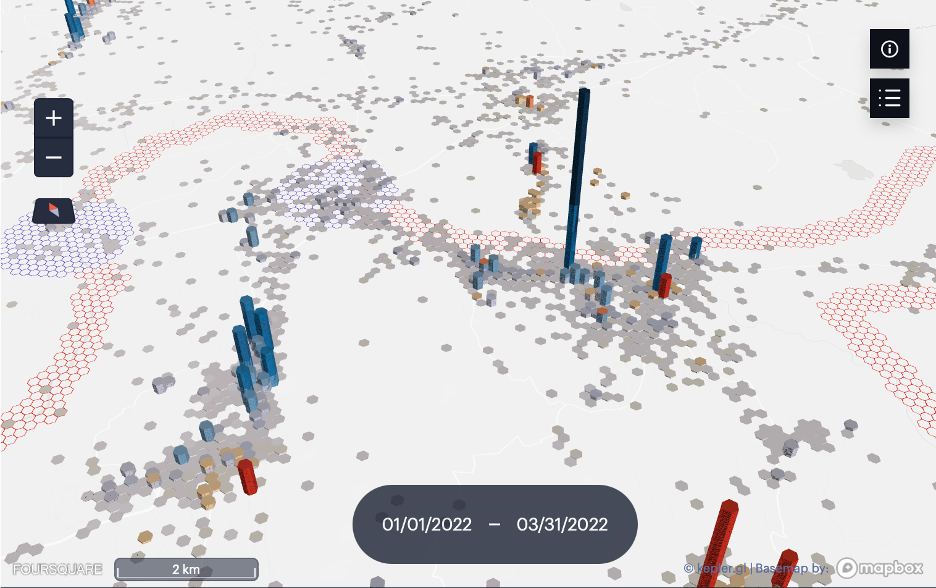 +
−
01/01/2022 – 03/31/2022
FOURSQUARE
2 km
© kepler.gl | Basemap by:
mapbox